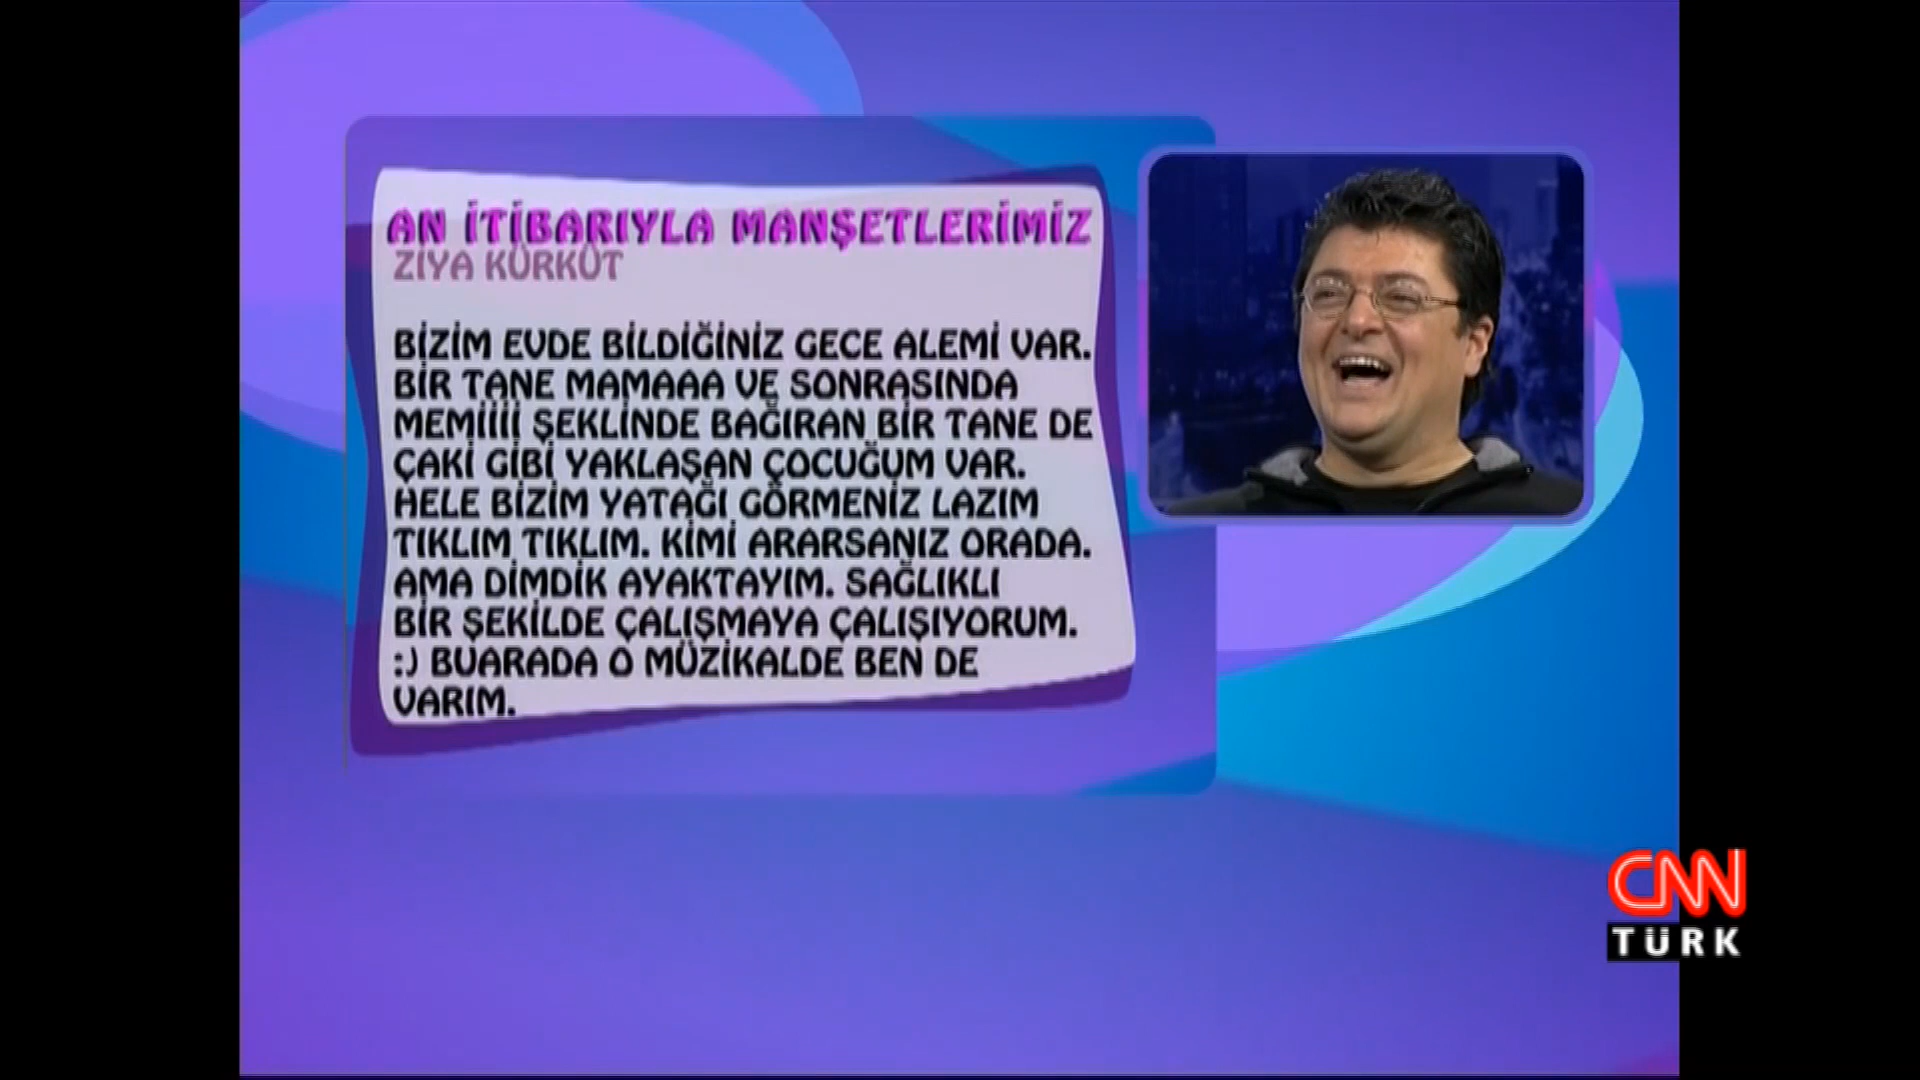 AN İTİBARIYLA MANŞETLERİMİZ
ZİYA KÜRKÜT
BİZİM EVDE BİLDİĞİNİZ GECE ALEMİ VAR.
BİR TANE MAMAAA VE SONRASINDA
MEMİİİİ ŞEKLİNDE BAĞIRAN BİR TANE DE
ÇAKİ GİBİ YAKLAŞAN ÇOCUĞUM VAR.
HELE BİZİM YATAĞI GÖRMENİZ LAZIM
TIKLIM TIKLIM. KİMİ ARARSANIZ ORADA.
AMA DİMDİK AYAKTAYIM. SAĞLIKLI
BİR ŞEKİLDE ÇALIŞMAYA ÇALIŞIYORUM.
:) BUARADA O MÜZİKALDE BEN DE
VARIM.
CNN
TÜRK